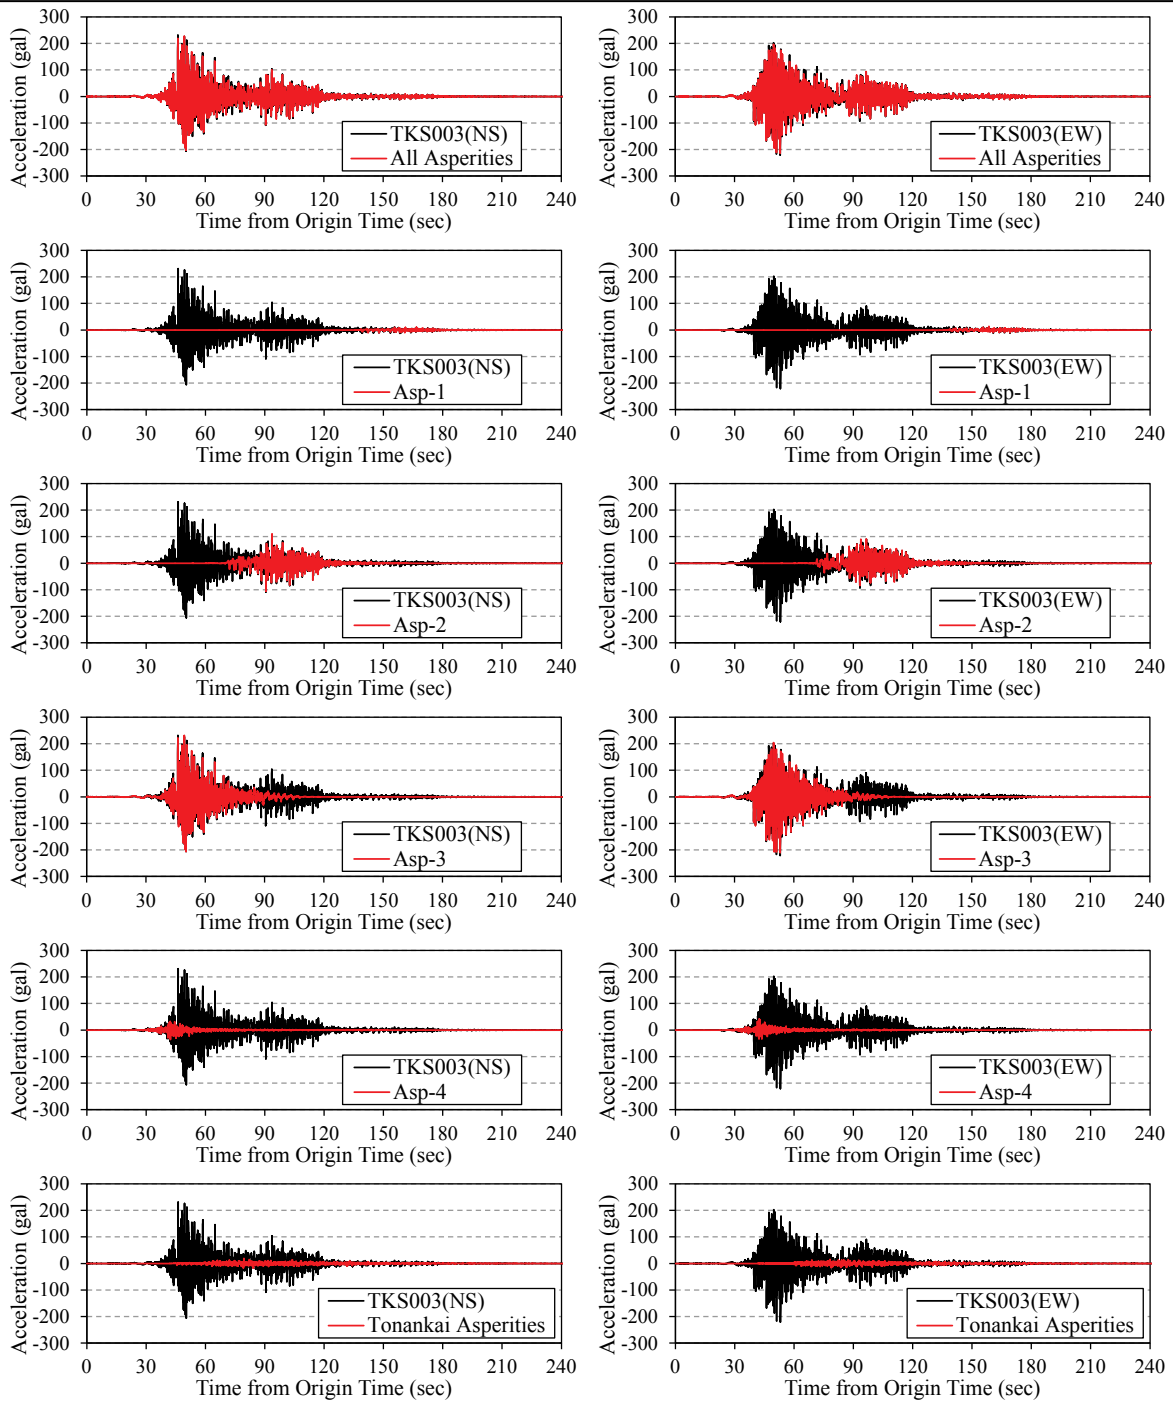 Acceleration (gal)
300
200
100
0
-100
-200
-300
TKS003(NS)
All Asperities
0 30 60 90 120 150 180 210 240
Time from Origin Time (sec)
Acceleration (gal)
300
200
100
0
-100
-200
-300
TKS003(EW)
All Asperities
0 30 60 90 120 150 180 210 240
Time from Origin Time (sec)
Acceleration (gal)
300
200
100
0
-100
-200
-300
TKS003(NS)
Asp-1
0 30 60 90 120 150 180 210 240
Time from Origin Time (sec)
Acceleration (gal)
300
200
100
0
-100
-200
-300
TKS003(EW)
Asp-1
0 30 60 90 120 150 180 210 240
Time from Origin Time (sec)
Acceleration (gal)
300
200
100
0
-100
-200
-300
TKS003(NS)
Asp-2
0 30 60 90 120 150 180 210 240
Time from Origin Time (sec)
Acceleration (gal)
300
200
100
0
-100
-200
-300
TKS003(EW)
Asp-2
0 30 60 90 120 150 180 210 240
Time from Origin Time (sec)
Acceleration (gal)
300
200
100
0
-100
-200
-300
TKS003(NS)
Asp-3
0 30 60 90 120 150 180 210 240
Time from Origin Time (sec)
Acceleration (gal)
300
200
100
0
-100
-200
-300
TKS003(EW)
Asp-3
0 30 60 90 120 150 180 210 240
Time from Origin Time (sec)
Acceleration (gal)
300
200
100
0
-100
-200
-300
TKS003(NS)
Asp-4
0 30 60 90 120 150 180 210 240
Time from Origin Time (sec)
Acceleration (gal)
300
200
100
0
-100
-200
-300
TKS003(EW)
Asp-4
0 30 60 90 120 150 180 210 240
Time from Origin Time (sec)
Acceleration (gal)
300
200
100
0
-100
-200
-300
TKS003(NS)
Tonankai Asperities
0 30 60 90 120 150 180 210 240
Time from Origin Time (sec)
Acceleration (gal)
300
200
100
0
-100
-200
-300
TKS003(EW)
Tonankai Asperities
0 30 60 90 120 150 180 210 240
Time from Origin Time (sec)